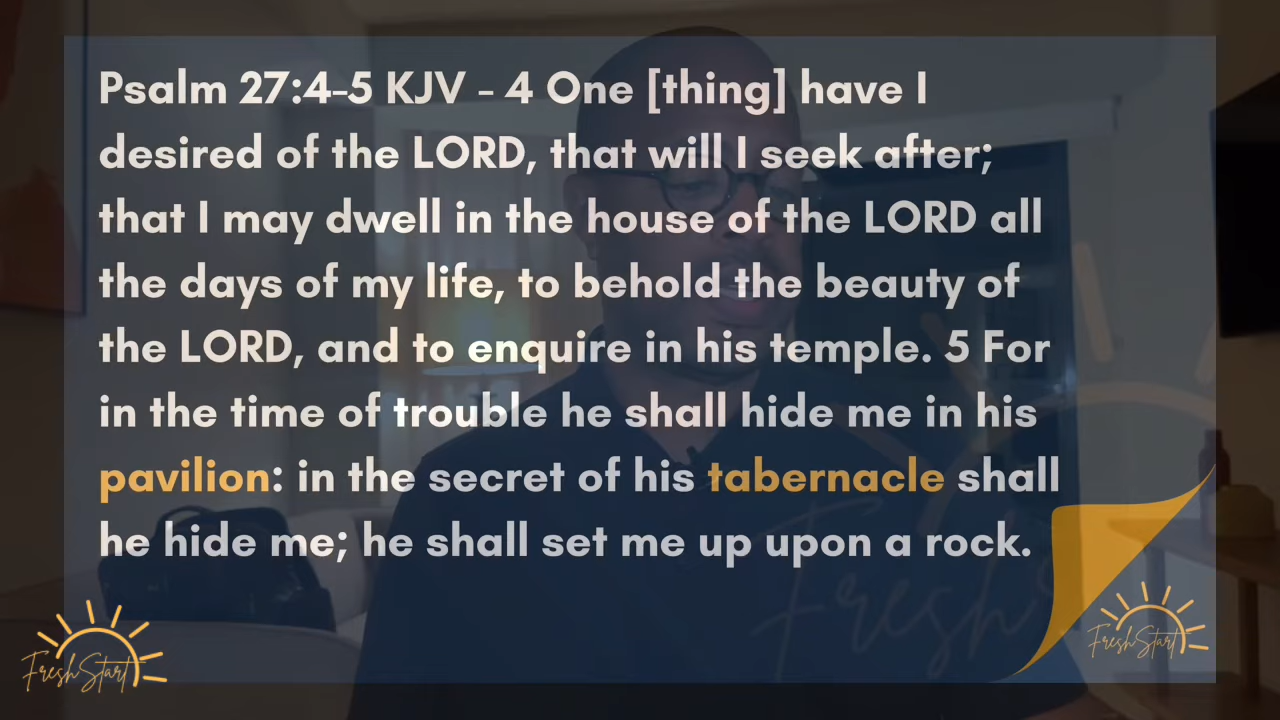 Psalm 27:4-5 KJV - 4 One [thing] have I
desired of the LORD, that will I seek after;
that I may dwell in the house of the LORD all
the days of my life, to behold the beauty of
the LORD, and to enquire in his temple. 5 For
in the time of trouble he shall hide me in his
pavilion: in the secret of his tabernacle shall
he hide me; he shall set me up upon a rock.
Fresh
FreshStart
FreshStart